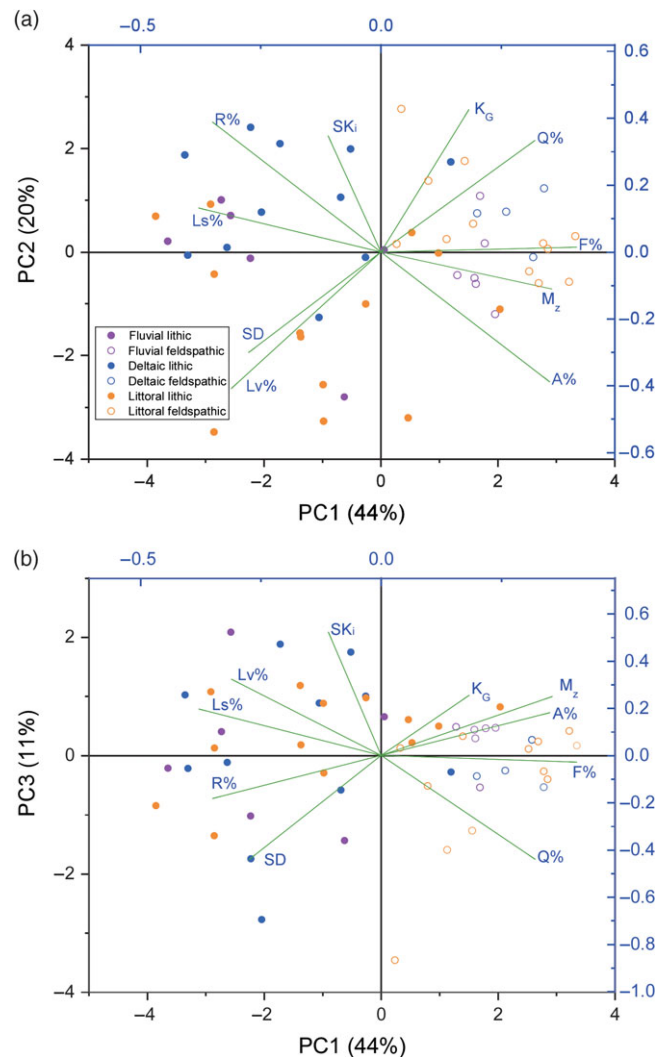 (a)
−0.5 0.0
4 0.6
R% SKᵢ K_G Q%
2 0.4
0.2
Ls% F%
0 0.0
PC2 (20%)
M_z
SD
Lv% A%
−0.2
−2
Fluvial lithic
Fluvial feldspathic
Deltaic lithic
Deltaic feldspathic
Littoral lithic
Littoral feldspathic
−0.4
−4 −0.6
−4 −2 0 2 4
PC1 (44%)
(b)
−0.5 0.0
SKᵢ
0.6
2 0.4
Lv% K_G M_z
Ls% A%
0.2
0 0.0
PC3 (11%)
F%
R%
−0.2
SD Q%
−2 −0.4
−0.6
−0.8
−4 −1.0
−4 −2 0 2 4
PC1 (44%)